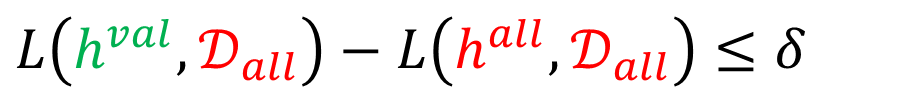 L(h^{val}, 𝒟_{all}) − L(h^{all}, 𝒟_{all}) ≤ δ